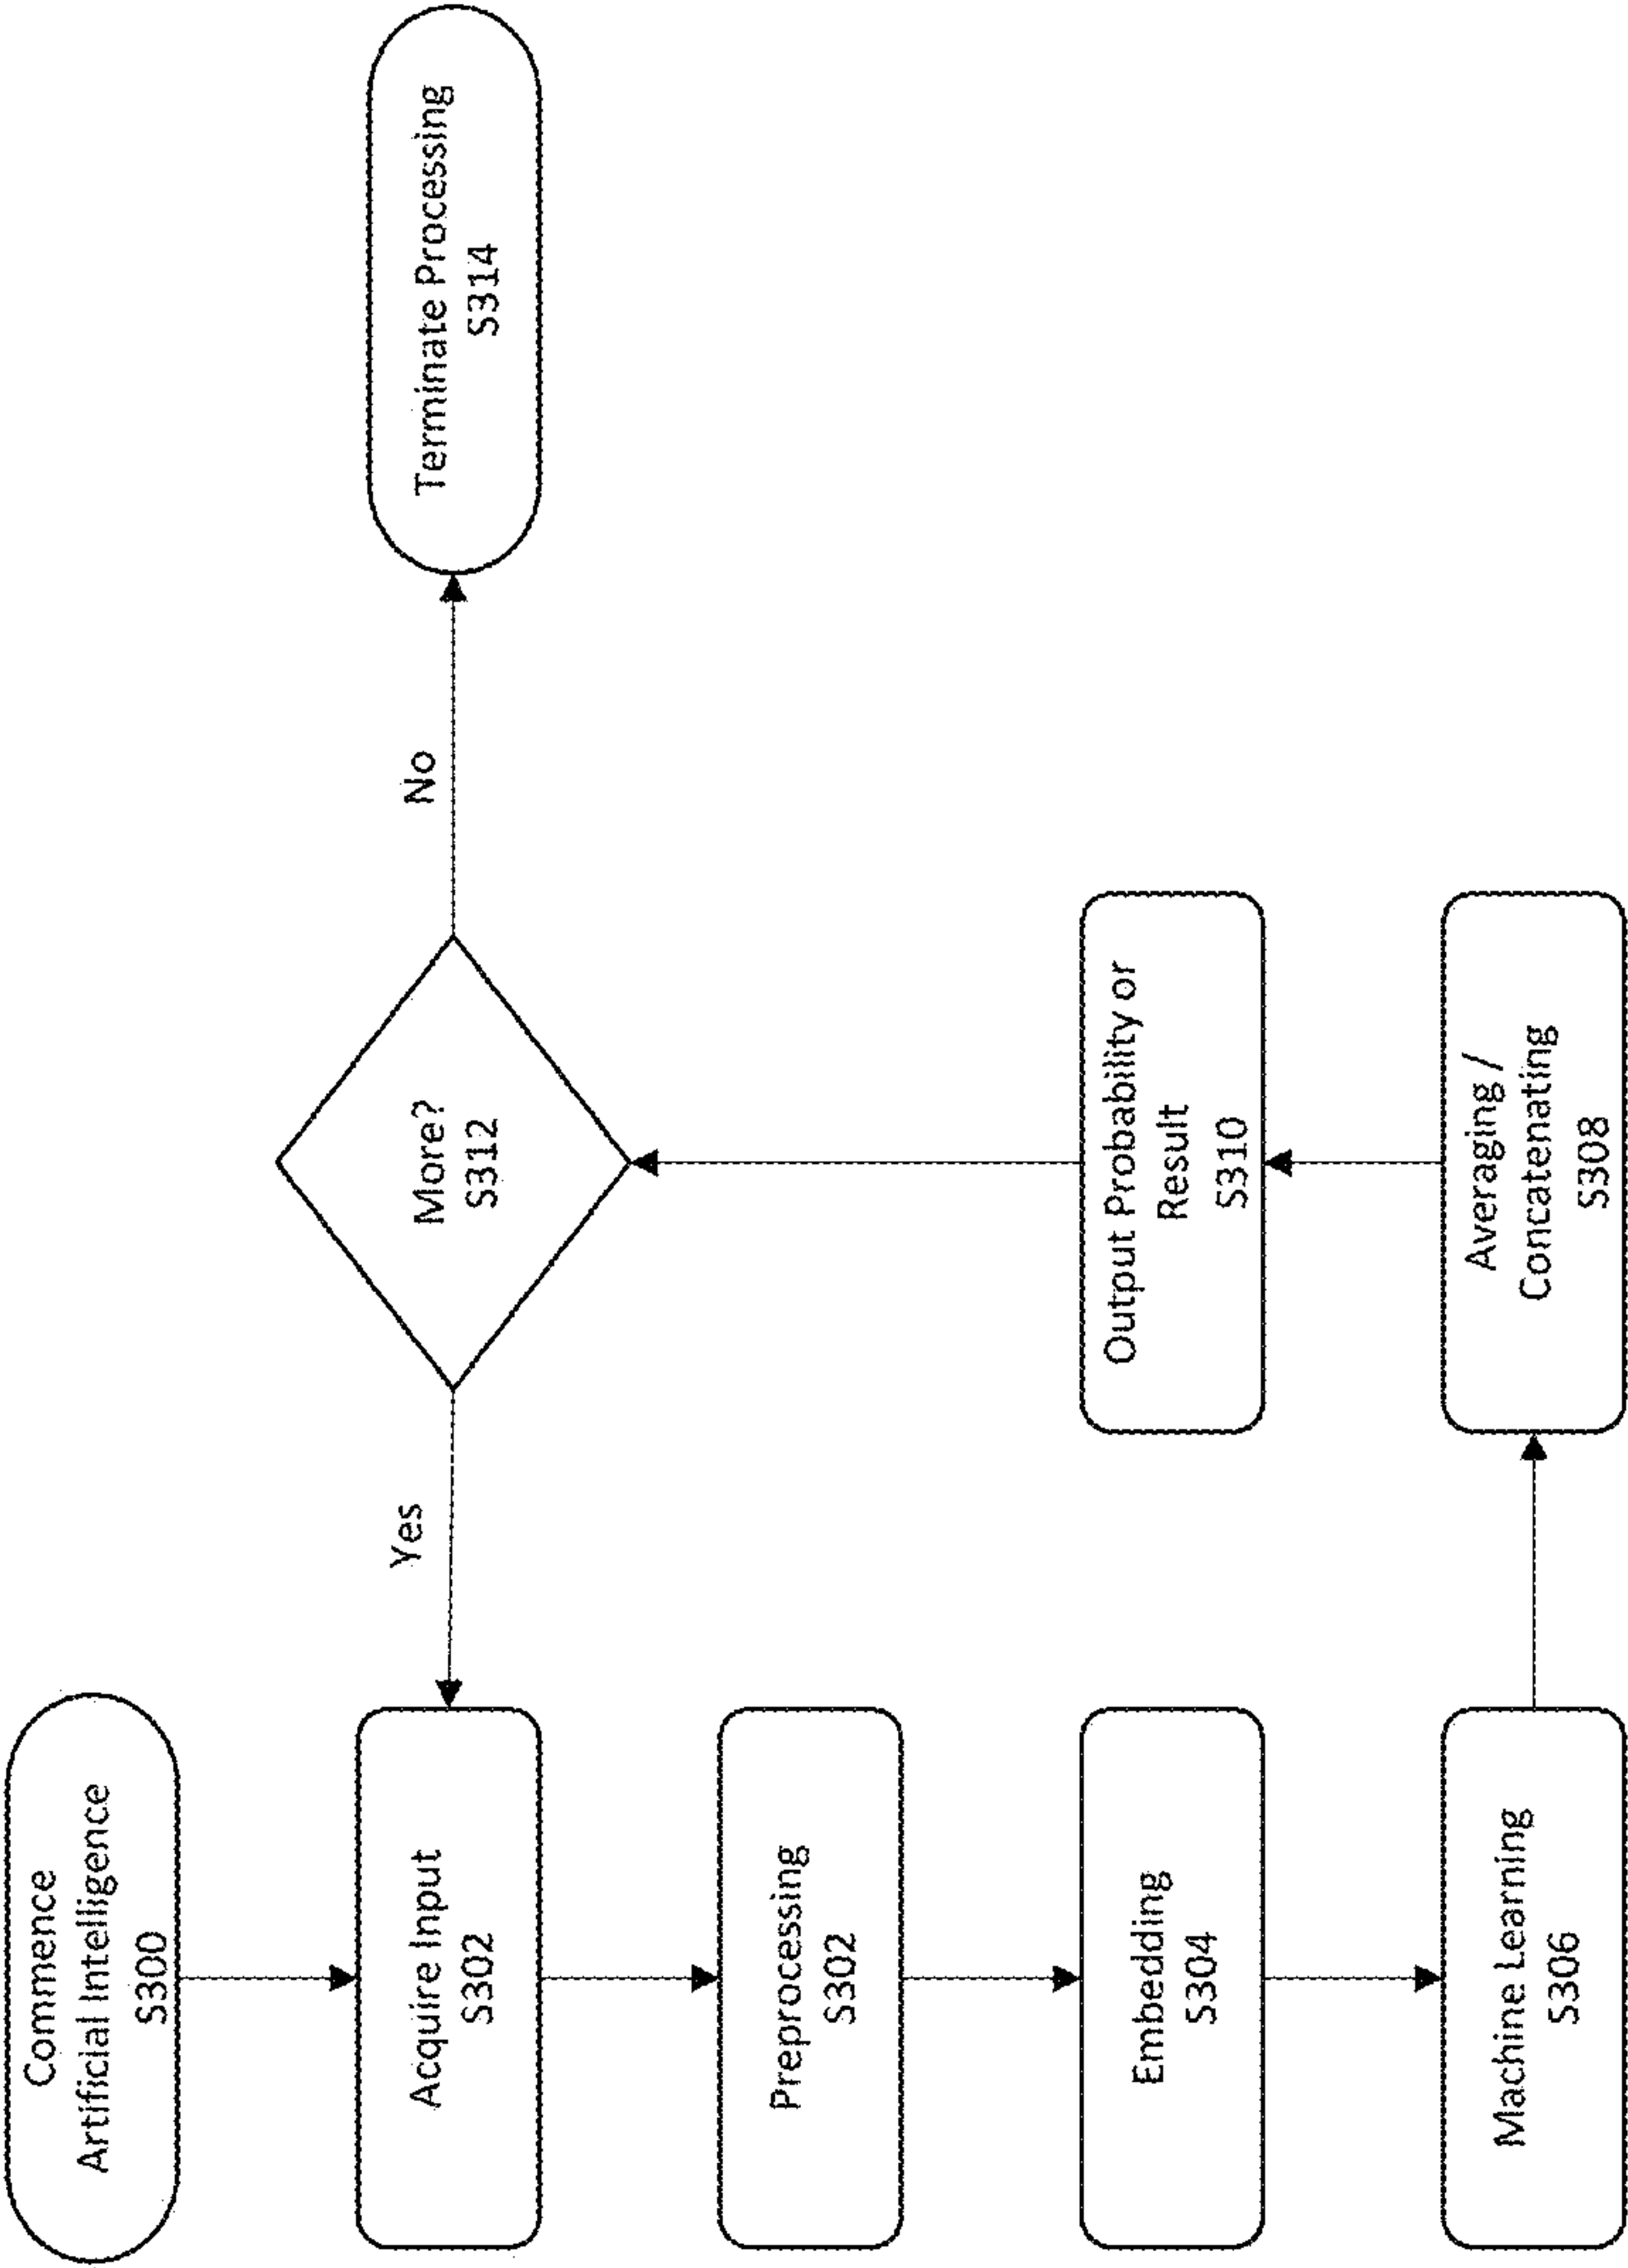 Commence
Artificial Intelligence
S300
Acquire Input
S302
Preprocessing
S302
Embedding
S304
Machine Learning
S306
Averaging /
Concatenating
S308
Output Probability or
Result
S310
More?
S312
Yes
No
Terminate Processing
S314